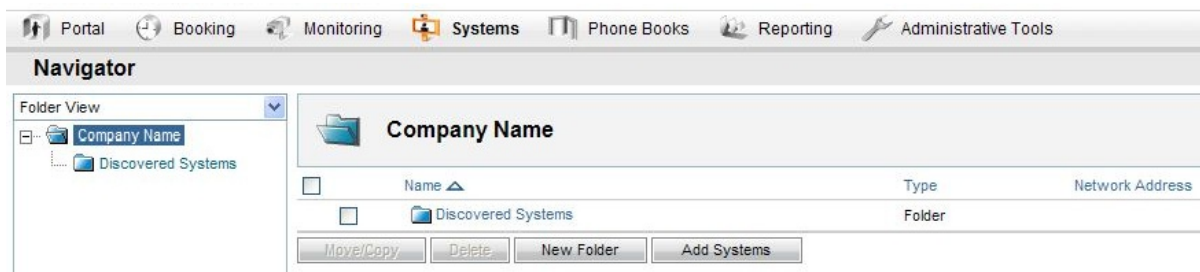 Portal Booking Monitoring Systems Phone Books Reporting Administrative Tools
Navigator
Folder View
Company Name
Discovered Systems
Company Name
Name Type Network Address
Discovered Systems Folder
Move/Copy Delete New Folder Add Systems